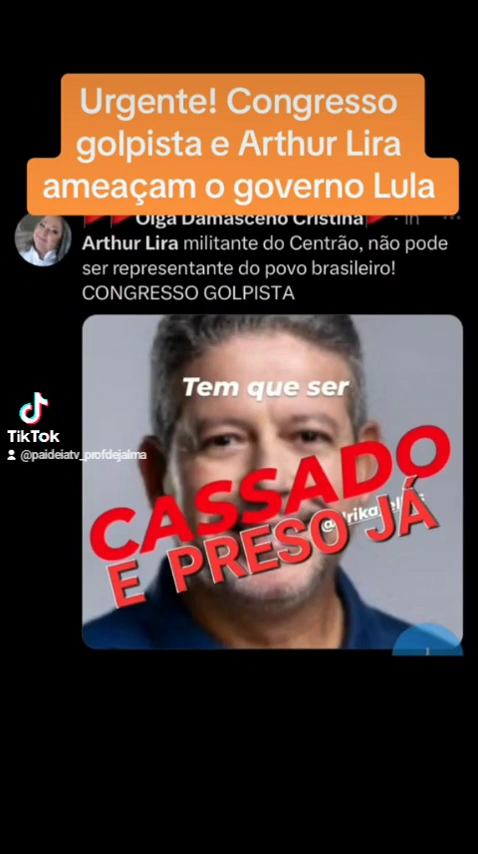 Urgente! Congresso
golpista e Arthur Lira
ameaçam o governo Lula
Olga Damasceno Cristina
Arthur Lira militante do Centrão, não pode
ser representante do povo brasileiro!
CONGRESSO GOLPISTA
Tem que ser
CASSADO
E PRESO JÁ
TikTok
@paideiatv_profdejalma